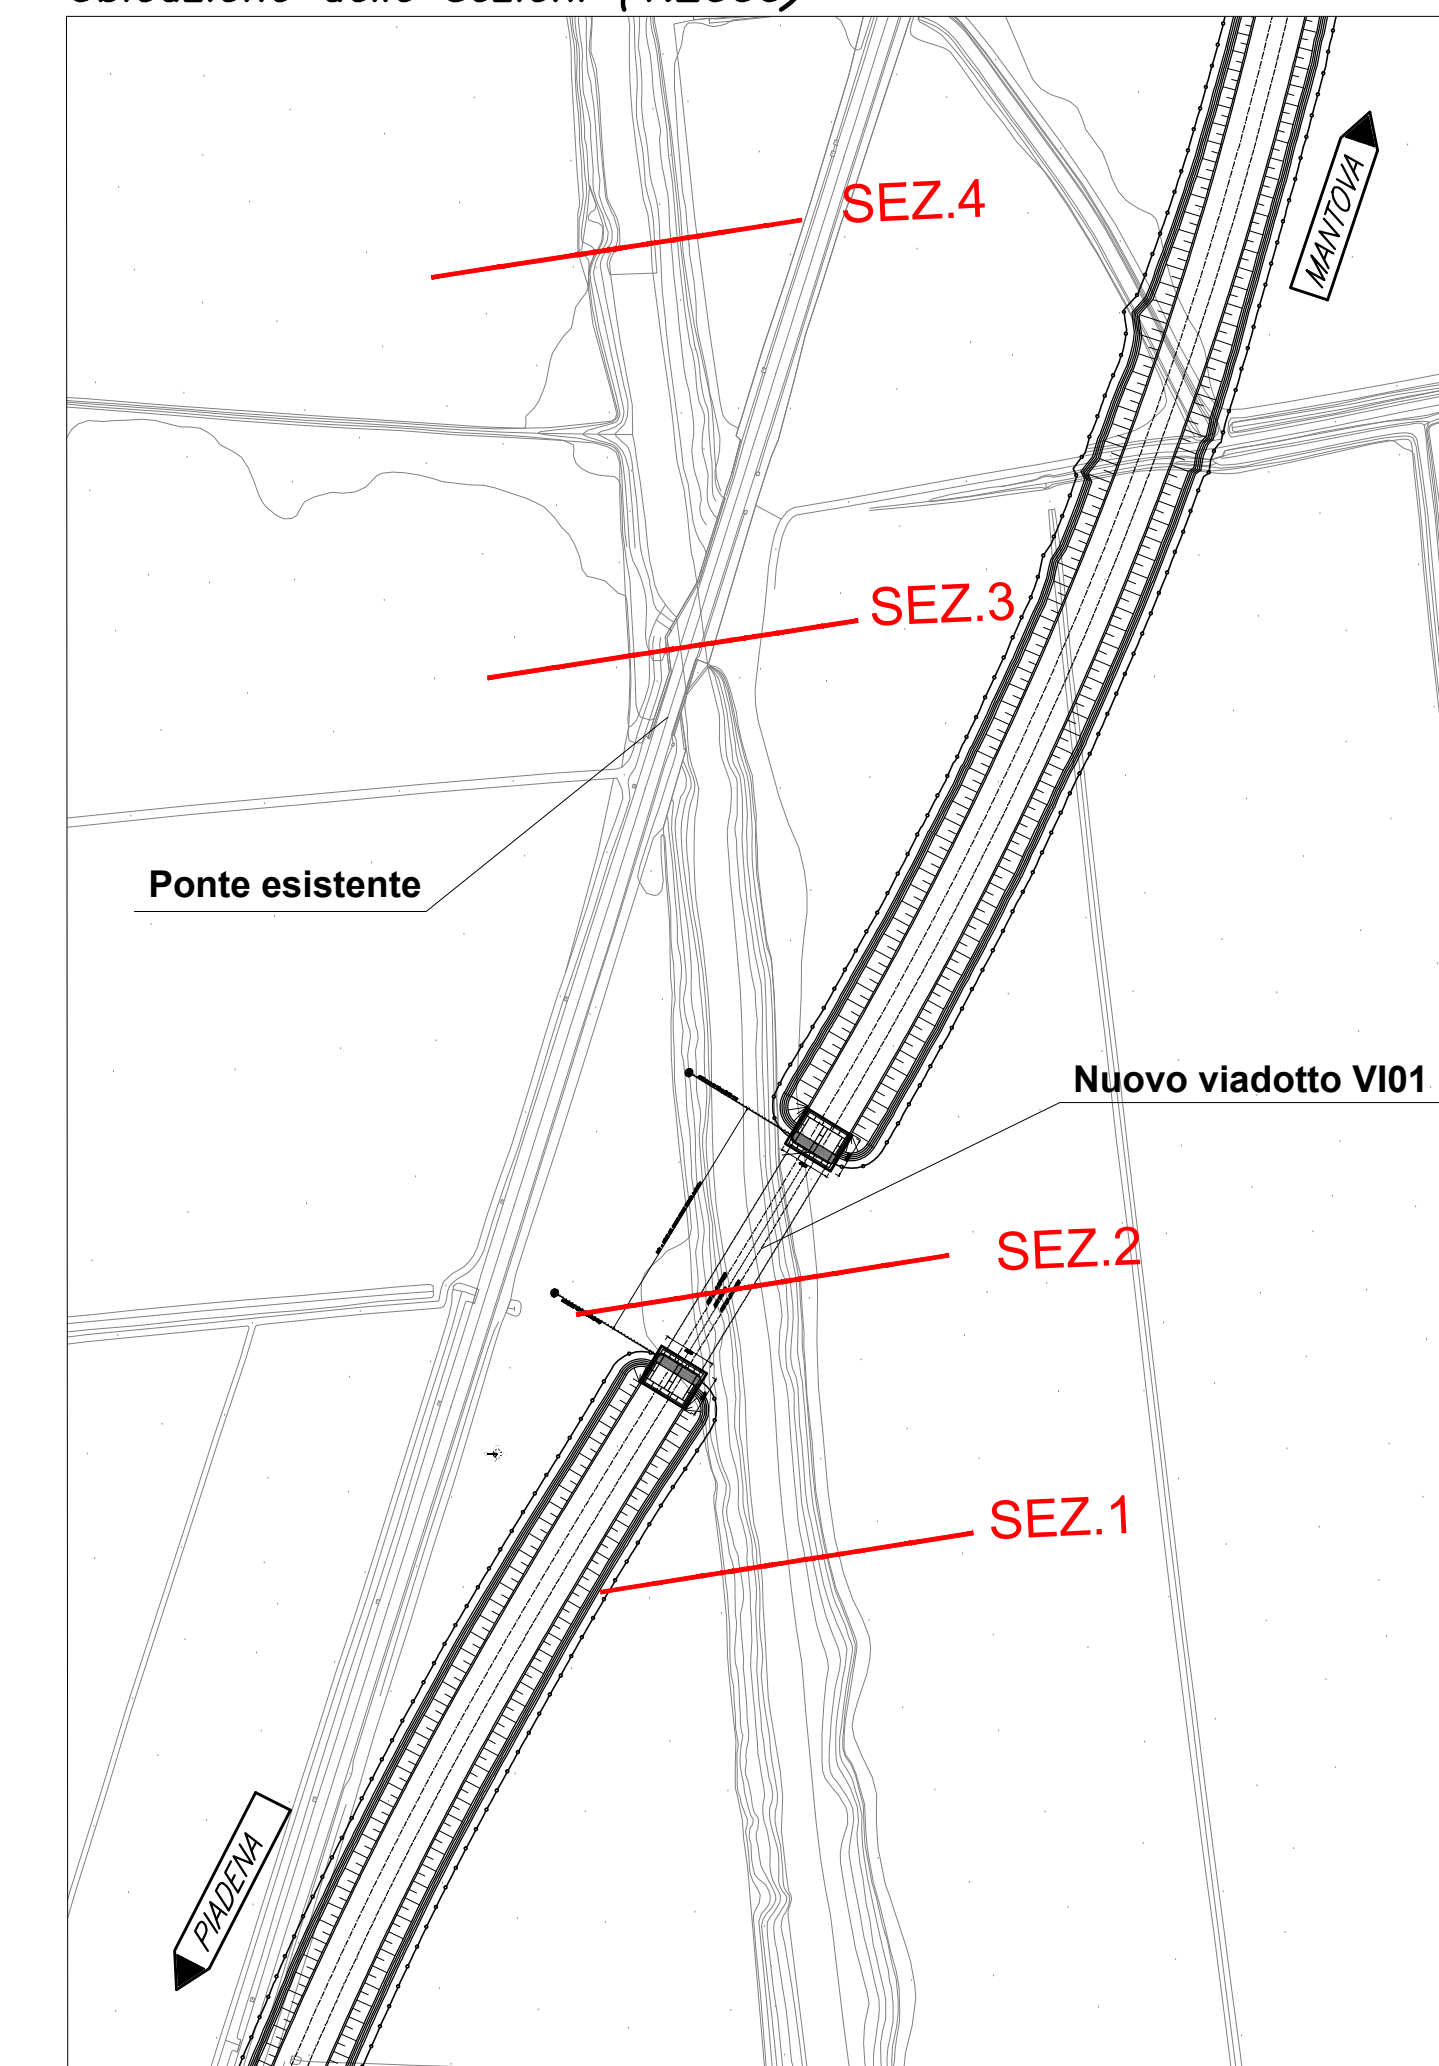 SEZ.4
MANTOVA
SEZ.3
Ponte esistente
Nuovo viadotto VI01
SEZ.2
SEZ.1
PIADENA